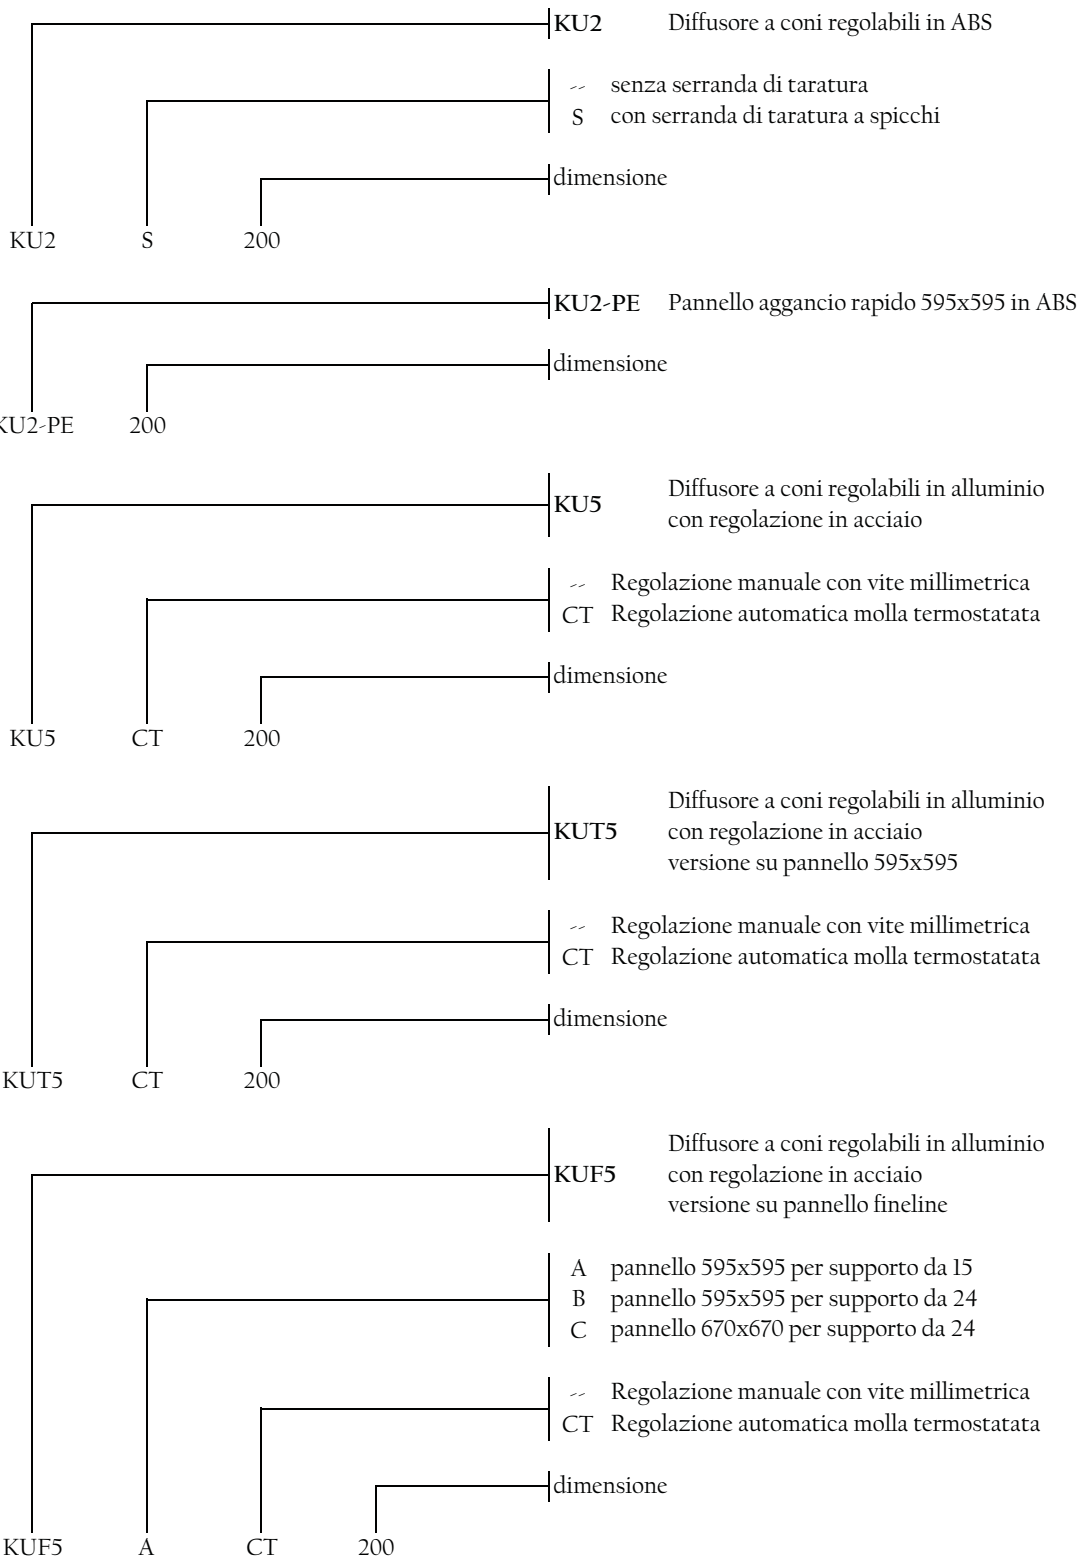 KU2 Diffusore a coni regolabili in ABS
-- senza serranda di taratura
S con serranda di taratura a spicchi
dimensione
KU2 S 200
KU2-PE Pannello aggancio rapido 595x595 in ABS
dimensione
KU2-PE 200
Diffusore a coni regolabili in alluminio
KU5 con regolazione in acciaio
-- Regolazione manuale con vite millimetrica
CT Regolazione automatica molla termostatata
dimensione
KU5 CT 200
Diffusore a coni regolabili in alluminio
KUT5 con regolazione in acciaio
versione su pannello 595x595
-- Regolazione manuale con vite millimetrica
CT Regolazione automatica molla termostatata
dimensione
KUT5 CT 200
Diffusore a coni regolabili in alluminio
KUF5 con regolazione in acciaio
versione su pannello fineline
A pannello 595x595 per supporto da 15
B pannello 595x595 per supporto da 24
C pannello 670x670 per supporto da 24
-- Regolazione manuale con vite millimetrica
CT Regolazione automatica molla termostatata
dimensione
KUF5 A CT 200